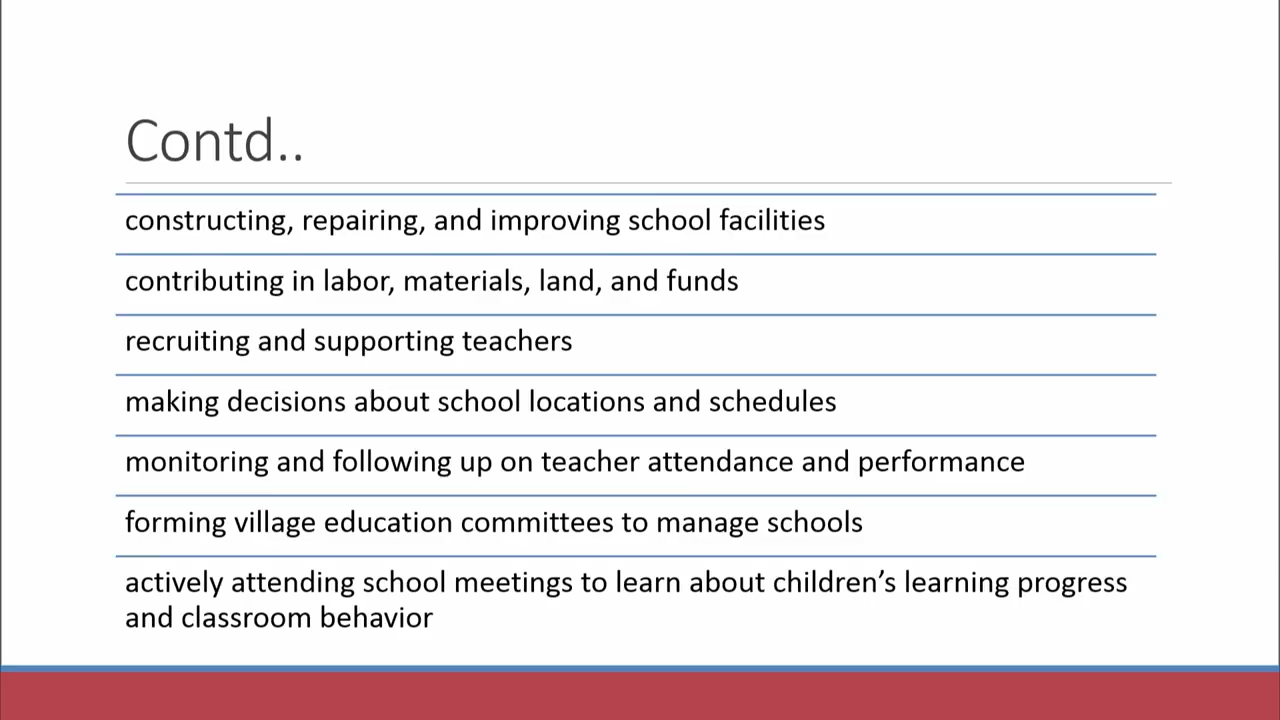 Contd..
constructing, repairing, and improving school facilities
contributing in labor, materials, land, and funds
recruiting and supporting teachers
making decisions about school locations and schedules
monitoring and following up on teacher attendance and performance
forming village education committees to manage schools
actively attending school meetings to learn about children’s learning progress
and classroom behavior